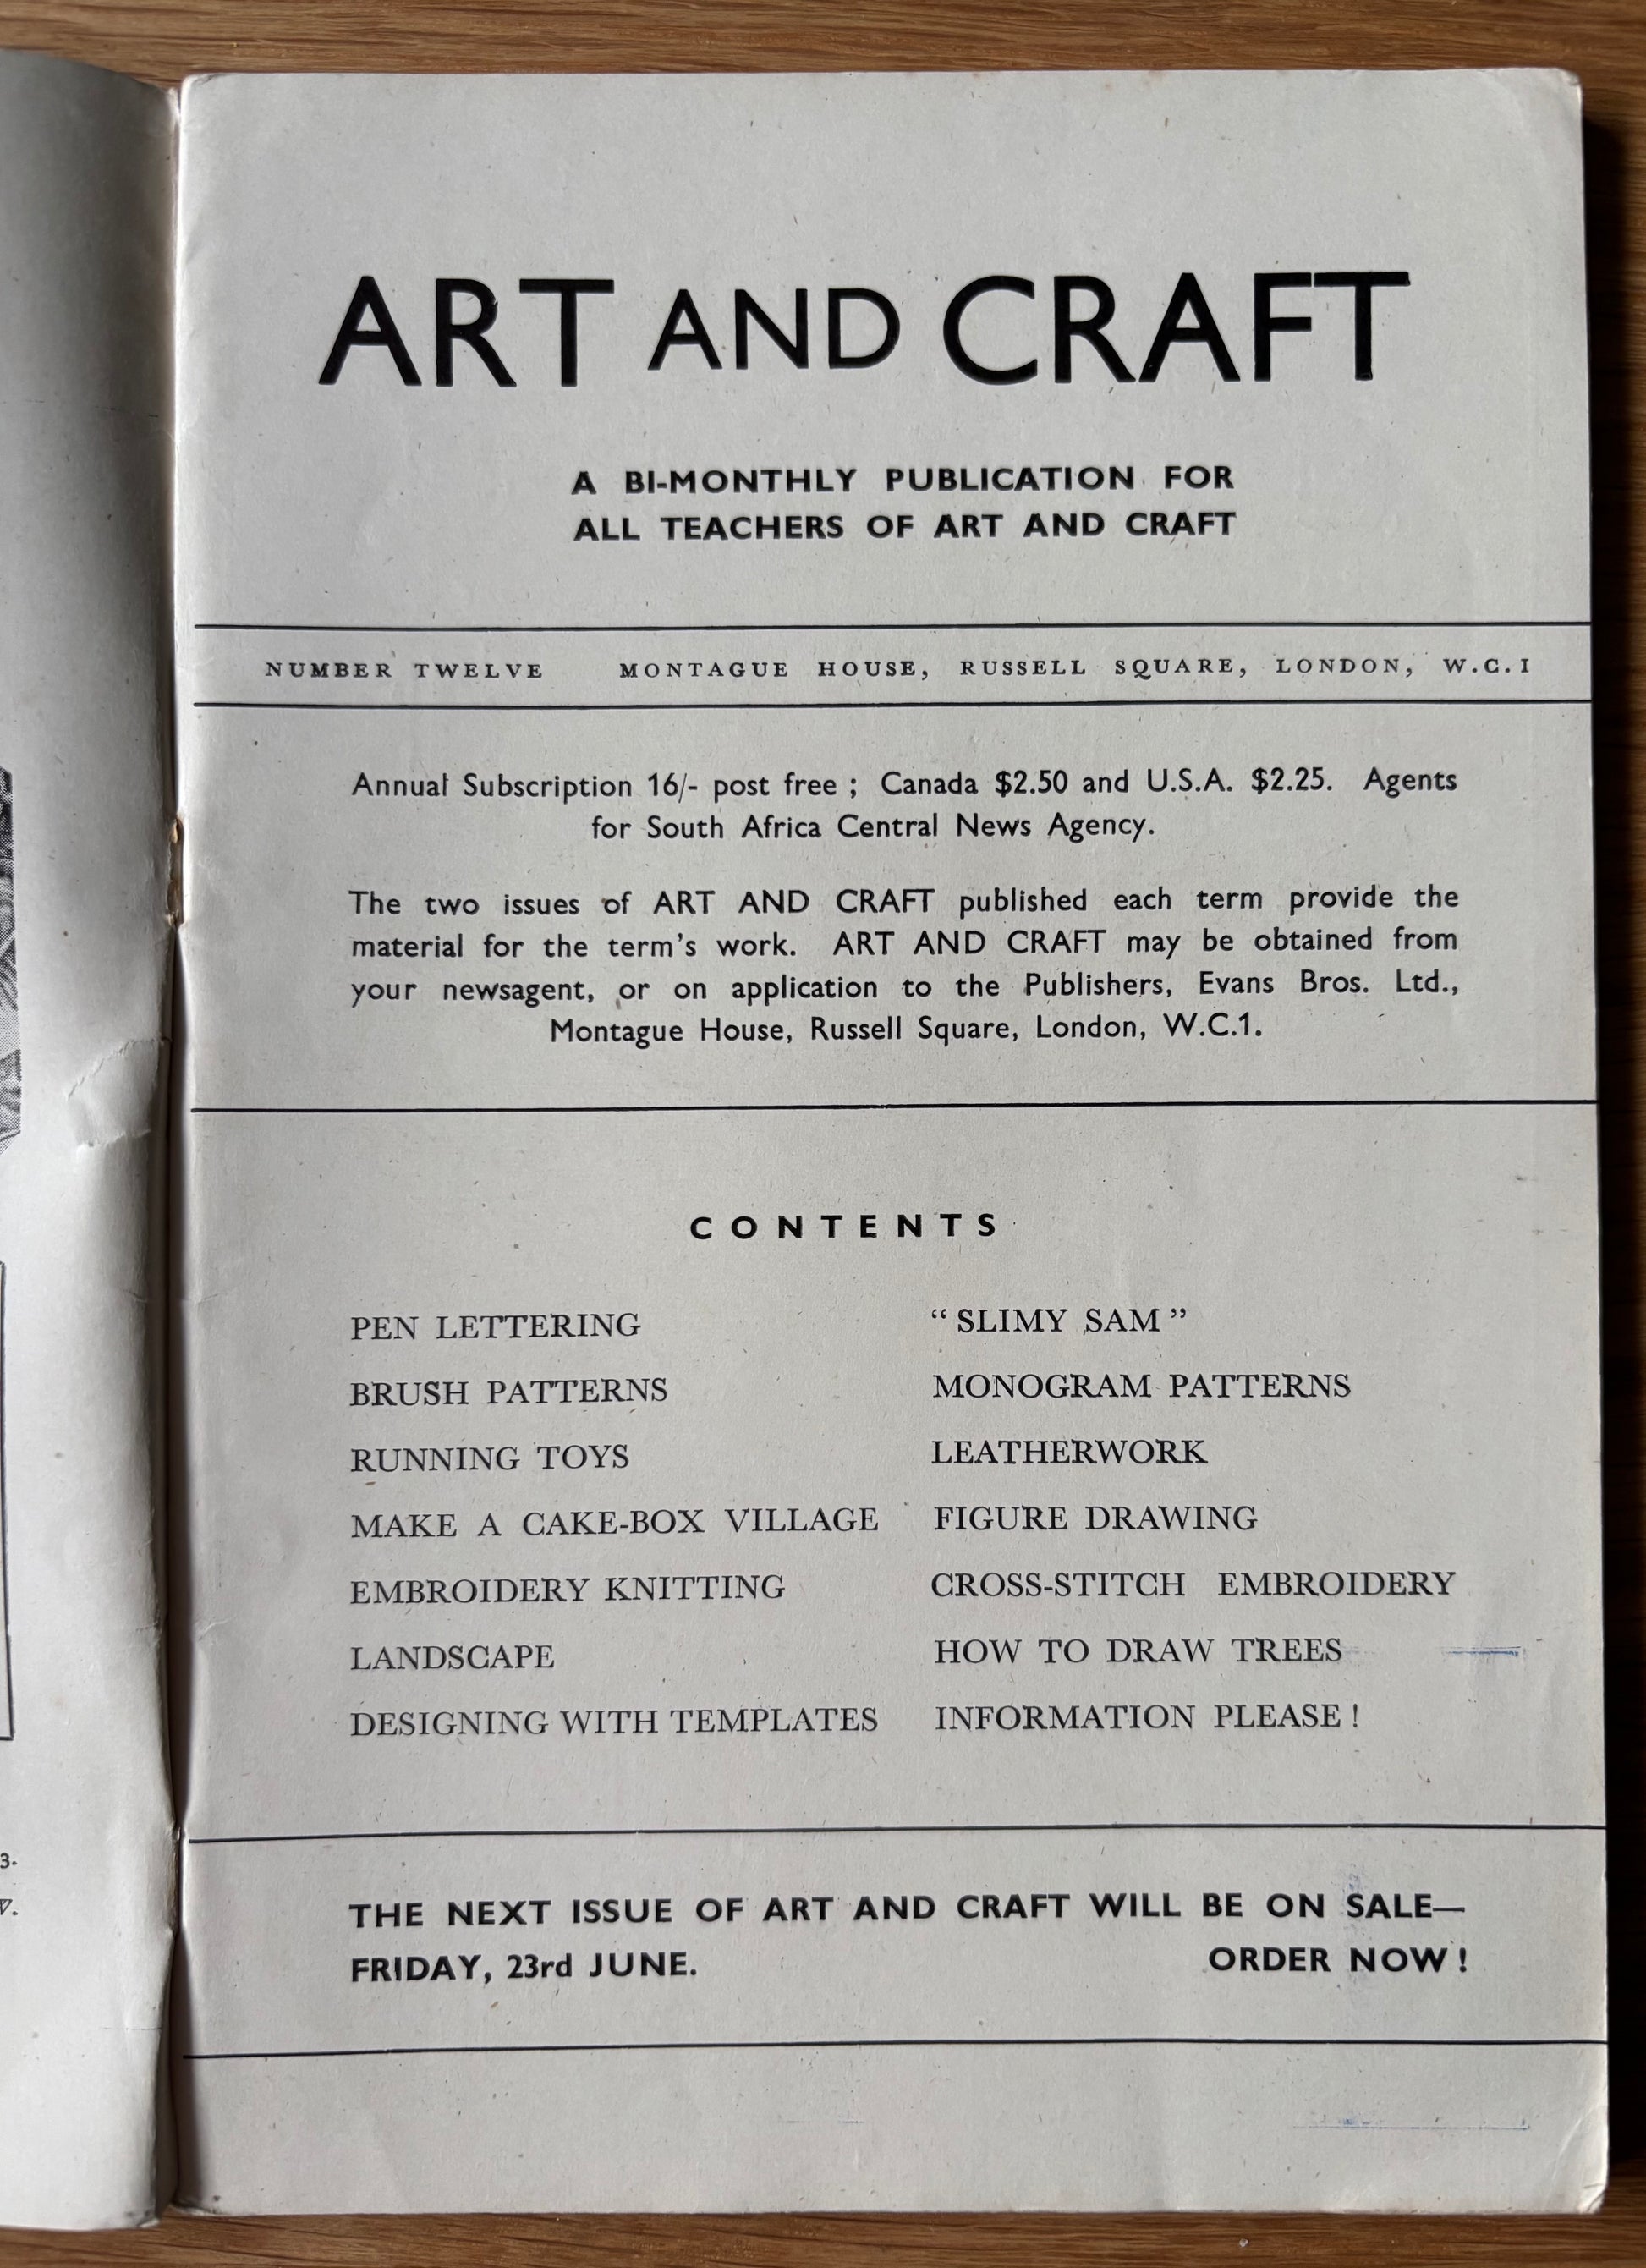 ART AND CRAFT
A BI-MONTHLY PUBLICATION FOR
ALL TEACHERS OF ART AND CRAFT
NUMBER TWELVE MONTAGUE HOUSE, RUSSELL SQUARE, LONDON, W.C.I
Annual Subscription 16/- post free ; Canada $2.50 and U.S.A. $2.25. Agents
for South Africa Central News Agency.
The two issues of ART AND CRAFT published each term provide the
material for the term's work. ART AND CRAFT may be obtained from
your newsagent, or on application to the Publishers, Evans Bros. Ltd.,
Montague House, Russell Square, London, W.C.1.
CONTENTS
PEN LETTERING
BRUSH PATTERNS
RUNNING TOYS
MAKE A CAKE-BOX VILLAGE
EMBROIDERY KNITTING
LANDSCAPE
DESIGNING WITH TEMPLATES
“ SLIMY SAM ”
MONOGRAM PATTERNS
LEATHERWORK
FIGURE DRAWING
CROSS-STITCH EMBROIDERY
HOW TO DRAW TREES
INFORMATION PLEASE !
THE NEXT ISSUE OF ART AND CRAFT WILL BE ON SALE—
FRIDAY, 23rd JUNE. ORDER NOW !
3.